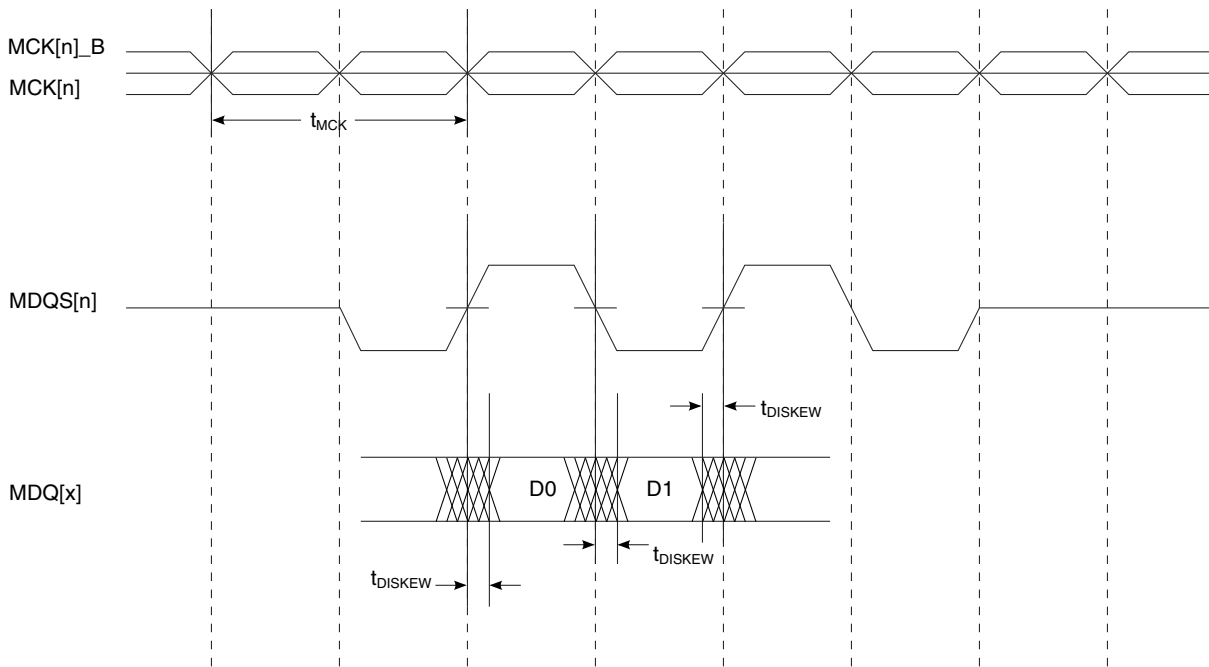 MCK[n]_B
MCK[n]
tMCK
MDQS[n]
tDISKEW
MDQ[x]
D0
D1
tDISKEW
tDISKEW